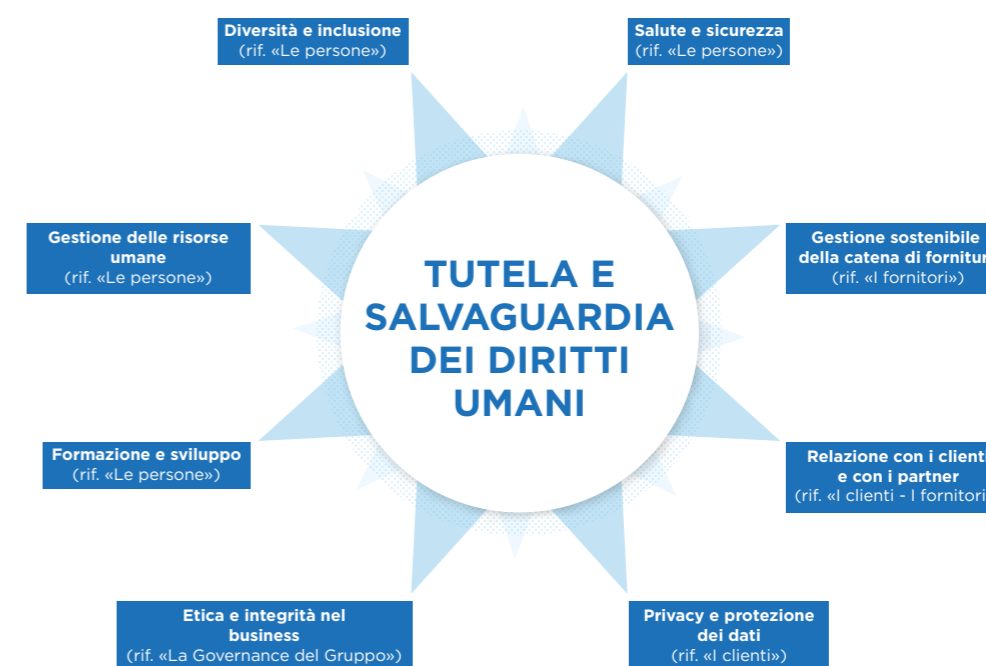 Diversità e inclusione
(rif. «Le persone»)
Salute e sicurezza
(rif. «Le persone»)
Gestione delle risorse
umane
(rif. «Le persone»)
Gestione sostenibile
della catena di fornitur
(rif. «I fornitori»)
TUTELA E
SALVAGUARDIA
DEI DIRITTI
UMANI
Formazione e sviluppo
(rif. «Le persone»)
Relazione con i clienti
e con i partner
(rif. «I clienti - I fornitori
Etica e integrità nel
business
(rif. «La Governance del Gruppo»)
Privacy e protezione
dei dati
(rif. «I clienti»)